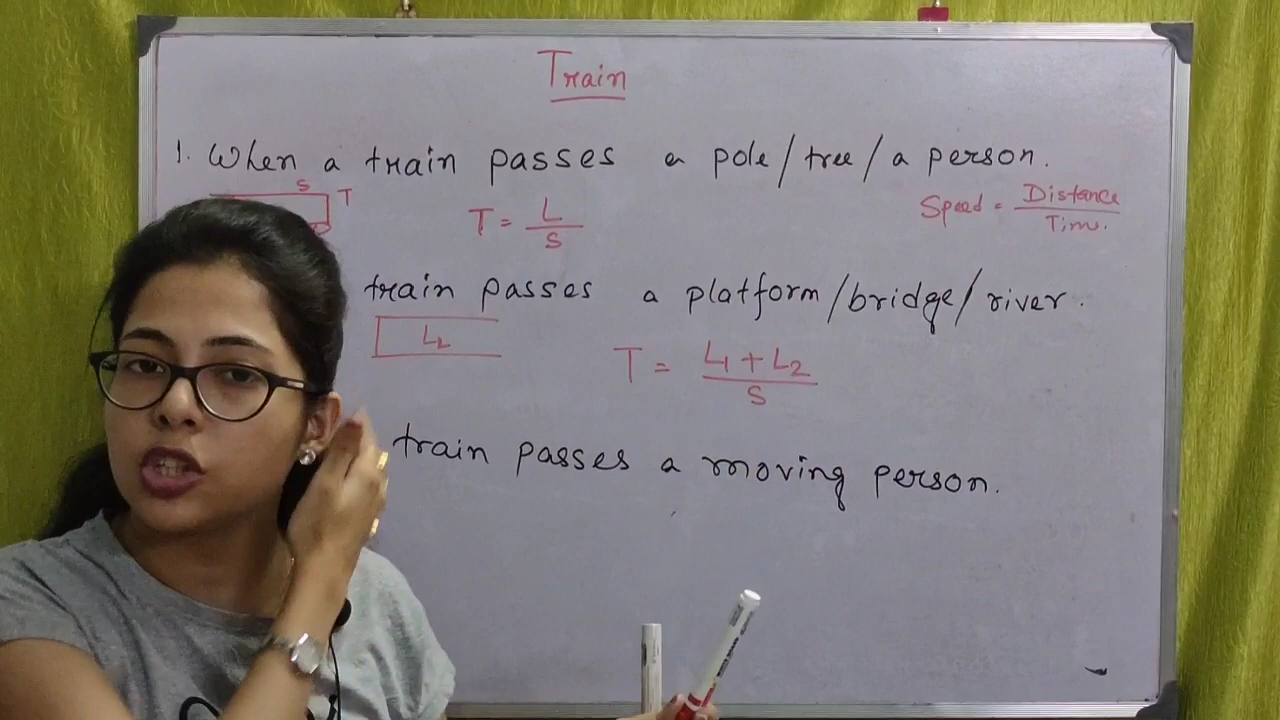 Train
1. When a train passes a pole/tree/a person.
S T
Speed = Distance/Time.
T = L/S
train passes a platform/bridge/river.
L2
T = L1 + L2/S
train passes a moving person.